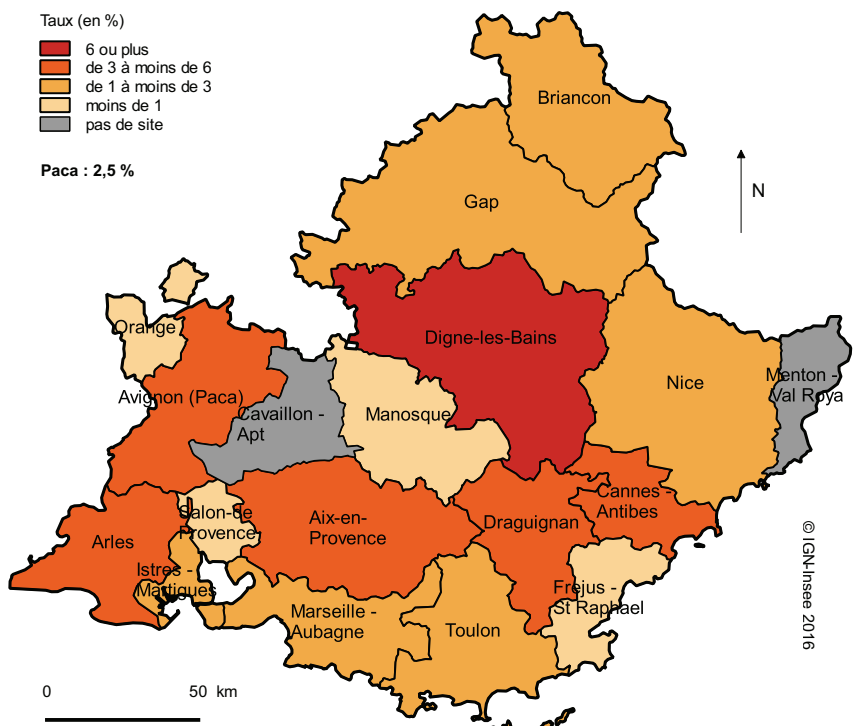 Taux (en %)
6 ou plus
de 3 à moins de 6
de 1 à moins de 3
moins de 1
pas de site
Paca : 2,5 %
Briancon
N
Gap
Orange
Digne-les-Bains
Avignon (Paca)
Cavaillon -
Apt
Manosque
Nice
Menton -
Val Roya
Salon-de
Provence
Aix-en-
Provence
Draguignan
Cannes -
Antibes
Arles
Istres -
Martigues
Marseille -
Aubagne
Toulon
Frejus -
St Raphael
© IGN-Insee 2016
0 50 km